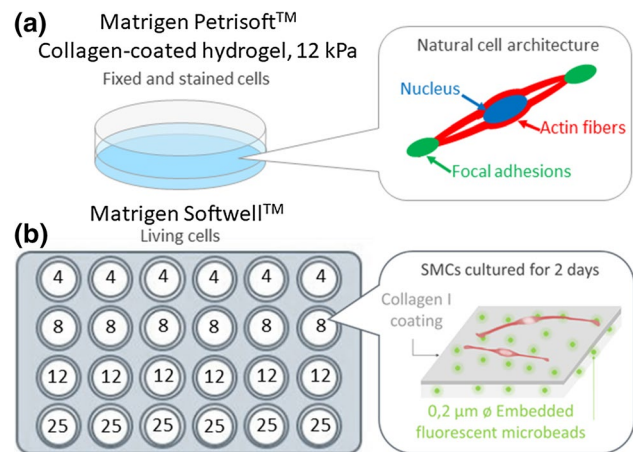 (a)
Matrigen Petrisoft™
Collagen-coated hydrogel, 12 kPa
Fixed and stained cells
Natural cell architecture
Nucleus
Actin fibers
Focal adhesions
Matrigen Softwell™
(b)
Living cells
4 4 4 4 4 4
8 8 8 8 8 8
12 12 12 12 12 12
25 25 25 25 25 25
SMCs cultured for 2 days
Collagen I
coating
0,2 µm ø Embedded
fluorescent microbeads